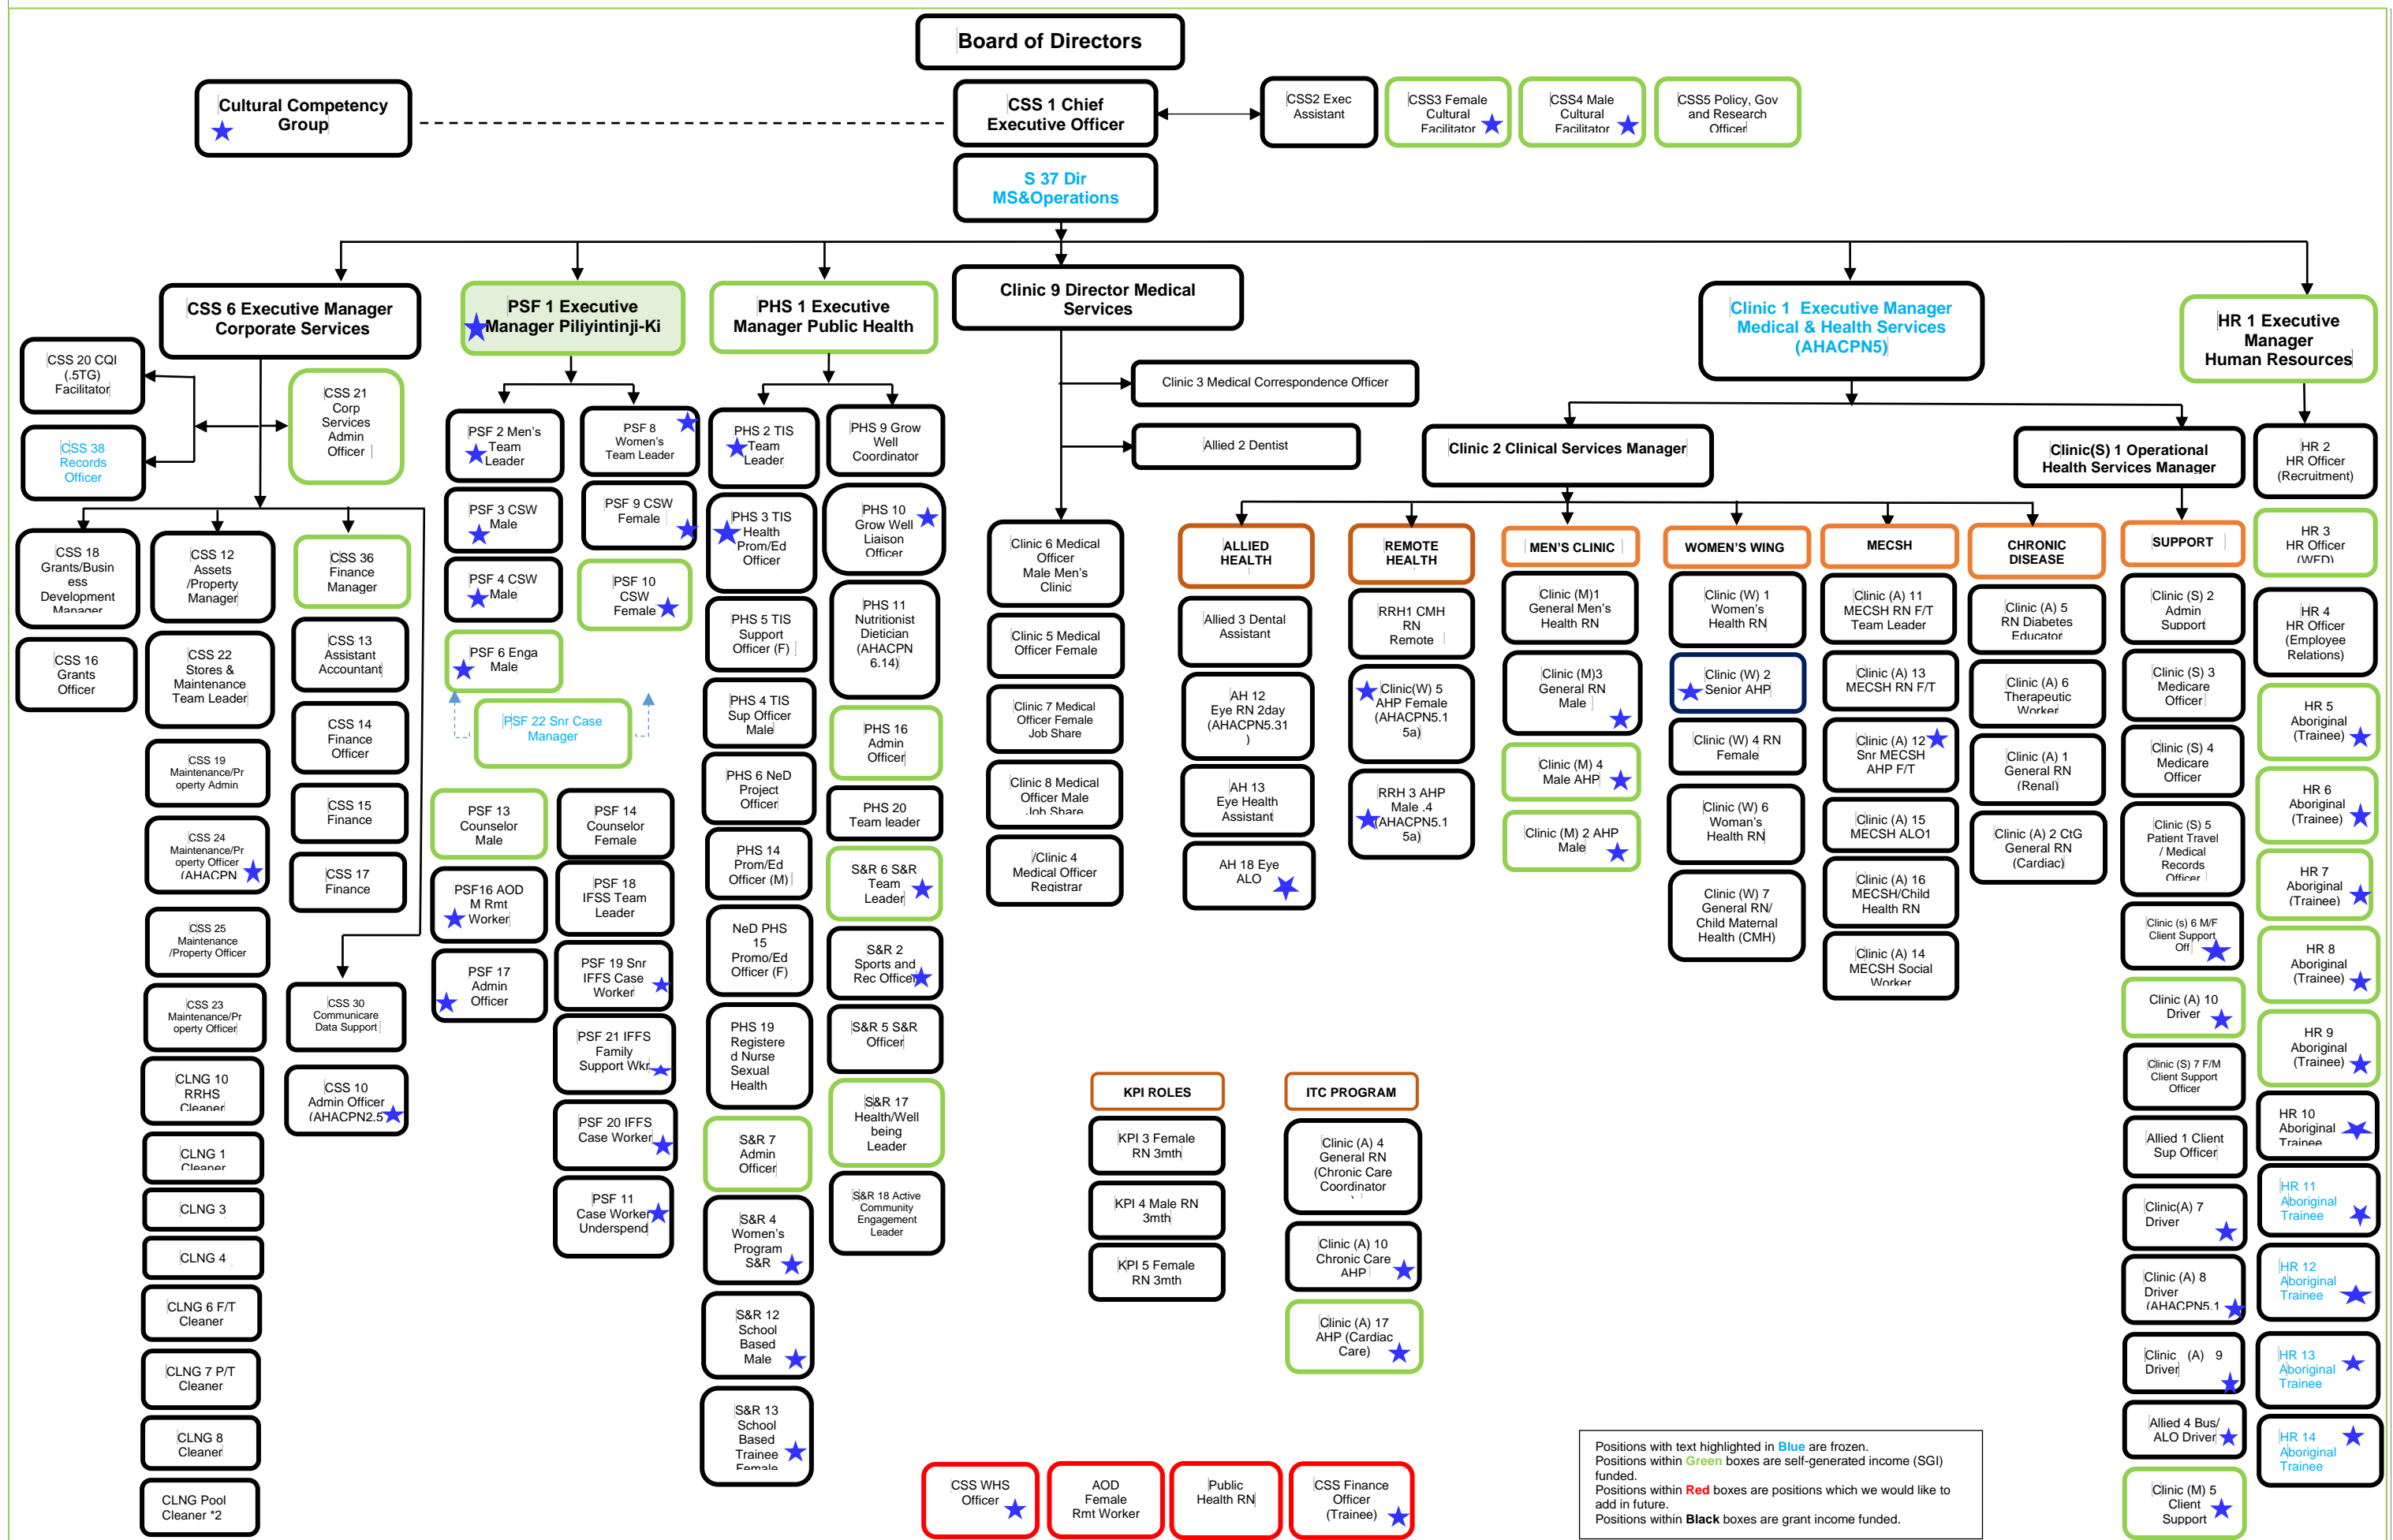 Board of Directors
Cultural Competency
Group
CSS 1 Chief
Executive Officer
CSS2 Exec
Assistant
CSS3 Female
Cultural
Facilitator
CSS4 Male
Cultural
Facilitator
CSS5 Policy, Gov
and Research
Officer
S 37 Dir
MS&Operations
CSS 6 Executive Manager
Corporate Services
PSF 1 Executive
Manager Piliyintinji-Ki
PHS 1 Executive
Manager Public Health
Clinic 9 Director Medical
Services
Clinic 1 Executive Manager
Medical & Health Services
(AHACPN5)
HR 1 Executive
Manager
Human Resources
CSS 20 CQI
(.5TG)
Facilitator
CSS 38
Records
Officer
CSS 21
Corp
Services
Admin
Officer
CSS 18
Grants/Busin
ess
Development
Manager
CSS 16
Grants
Officer
CSS 12
Assets
/Property
Manager
CSS 22
Stores &
Maintenance
Team Leader
CSS 19
Maintenance/Pr
operty Admin
CSS 24
Maintenance/Pr
operty Officer
(AHACPN
CSS 25
Maintenance
/Property Officer
CSS 23
Maintenance/Pr
operty Officer
CLNG 10
RRHS
Cleaner
CLNG 1
Cleaner
CLNG 3
CLNG 4
CLNG 6 F/T
Cleaner
CLNG 7 P/T
Cleaner
CLNG 8
Cleaner
CLNG Pool
Cleaner *2
CSS 36
Finance
Manager
CSS 13
Assistant
Accountant
CSS 14
Finance
Officer
CSS 15
Finance
CSS 17
Finance
CSS 30
Communicare
Data Support
CSS 10
Admin Officer
(AHACPN2.5
PSF 2 Men's
Team
Leader
PSF 3 CSW
Male
PSF 4 CSW
Male
PSF 6 Enga
Male
PSF 8
Women's
Team Leader
PSF 9 CSW
Female
PSF 10
CSW
Female
PSF 22 Snr Case
Manager
PSF 13
Counselor
Male
PSF16 AOD
M Rmt
Worker
PSF 17
Admin
Officer
PSF 14
Counselor
Female
PSF 18
IFSS Team
Leader
PSF 19 Snr
IFFS Case
Worker
PSF 21 IFFS
Family
Support Wkr
PSF 20 IFFS
Case Worker
PSF 11
Case Worker
Underspend
PHS 2 TIS
Team
Leader
PHS 3 TIS
Health
Prom/Ed
Officer
PHS 5 TIS
Support
Officer (F)
PHS 4 TIS
Sup Officer
Male
PHS 6 NeD
Project
Officer
PHS 14
Prom/Ed
Officer (M)
NeD PHS
15
Promo/Ed
Officer (F)
PHS 19
Registere
d Nurse
Sexual
Health
S&R 7
Admin
Officer
S&R 4
Women's
Program
S&R
S&R 12
School
Based
Male
S&R 13
School
Based
Trainee
Female
PHS 9 Grow
Well
Coordinator
PHS 10
Grow Well
Liaison
Officer
PHS 11
Nutritionist
Dietician
(AHACPN
6.14)
PHS 16
Admin
Officer
PHS 20
Team leader
S&R 6 S&R
Team
Leader
S&R 2
Sports and
Rec Officer
S&R 5 S&R
Officer
S&R 17
Health/Well
being
Leader
S&R 18 Active
Community
Engagement
Leader
Clinic 3 Medical Correspondence Officer
Allied 2 Dentist
Clinic 6 Medical
Officer
Male Men's
Clinic
Clinic 5 Medical
Officer Female
Clinic 7 Medical
Officer Female
Job Share
Clinic 8 Medical
Officer Male
Job Share
/Clinic 4
Medical Officer
Registrar
Clinic 2 Clinical Services Manager
Clinic(S) 1 Operational
Health Services Manager
ALLIED
HEALTH
Allied 3 Dental
Assistant
AH 12
Eye RN 2day
(AHACPN5.31
)
AH 13
Eye Health
Assistant
AH 18 Eye
ALO
REMOTE
HEALTH
RRH1 CMH
RN
Remote
Clinic(W) 5
AHP Female
(AHACPN5.1
5a)
RRH 3 AHP
Male .4
(AHACPN5.1
5a)
MEN'S CLINIC
Clinic (M)1
General Men's
Health RN
Clinic (M)3
General RN
Male
Clinic (M) 4
Male AHP
Clinic (M) 2 AHP
Male
WOMEN'S WING
Clinic (W) 1
Women's
Health RN
Clinic (W) 2
Senior AHP
Clinic (W) 4 RN
Female
Clinic (W) 6
Woman's
Health RN
Clinic (W) 7
General RN/
Child Maternal
Health (CMH)
MECSH
Clinic (A) 11
MECSH RN F/T
Team Leader
Clinic (A) 13
MECSH RN F/T
Clinic (A) 12
Snr MECSH
AHP F/T
Clinic (A) 15
MECSH ALO1
Clinic (A) 16
MECSH/Child
Health RN
Clinic (A) 14
MECSH Social
Worker
CHRONIC
DISEASE
Clinic (A) 5
RN Diabetes
Educator
Clinic (A) 6
Therapeutic
Worker
Clinic (A) 1
General RN
(Renal)
Clinic (A) 2 CtG
General RN
(Cardiac)
SUPPORT
Clinic (S) 2
Admin
Support
Clinic (S) 3
Medicare
Officer
Clinic (S) 4
Medicare
Officer
Clinic (S) 5
Patient Travel
/ Medical
Records
Officer
Clinic (s) 6 M/F
Client Support
Off
Clinic (A) 10
Driver
Clinic (S) 7 F/M
Client Support
Officer
Allied 1 Client
Sup Officer
Clinic(A) 7
Driver
Clinic (A) 8
Driver
(AHACPN5.1
Clinic (A) 9
Driver
Allied 4 Bus/
ALO Driver
Clinic (M) 5
Client
Support
HR 2
HR Officer
(Recruitment)
HR 3
HR Officer
(WFD)
HR 4
HR Officer
(Employee
Relations)
HR 5
Aboriginal
(Trainee)
HR 6
Aboriginal
(Trainee)
HR 7
Aboriginal
(Trainee)
HR 8
Aboriginal
(Trainee)
HR 9
Aboriginal
(Trainee)
HR 10
Aboriginal
Trainee
HR 11
Aboriginal
Trainee
HR 12
Aboriginal
Trainee
HR 13
Aboriginal
Trainee
HR 14
Aboriginal
Trainee
KPI ROLES
KPI 3 Female
RN 3mth
KPI 4 Male RN
3mth
KPI 5 Female
RN 3mth
ITC PROGRAM
Clinic (A) 4
General RN
(Chronic Care
Coordinator
Clinic (A) 10
Chronic Care
AHP
Clinic (A) 17
AHP (Cardiac
Care)
CSS WHS
Officer
AOD
Female
Rmt Worker
Public
Health RN
CSS Finance
Officer
(Trainee)
Positions with text highlighted in Blue are frozen.
Positions within Green boxes are self-generated income (SGI)
funded.
Positions within Red boxes are positions which we would like to
add in future.
Positions within Black boxes are grant income funded.